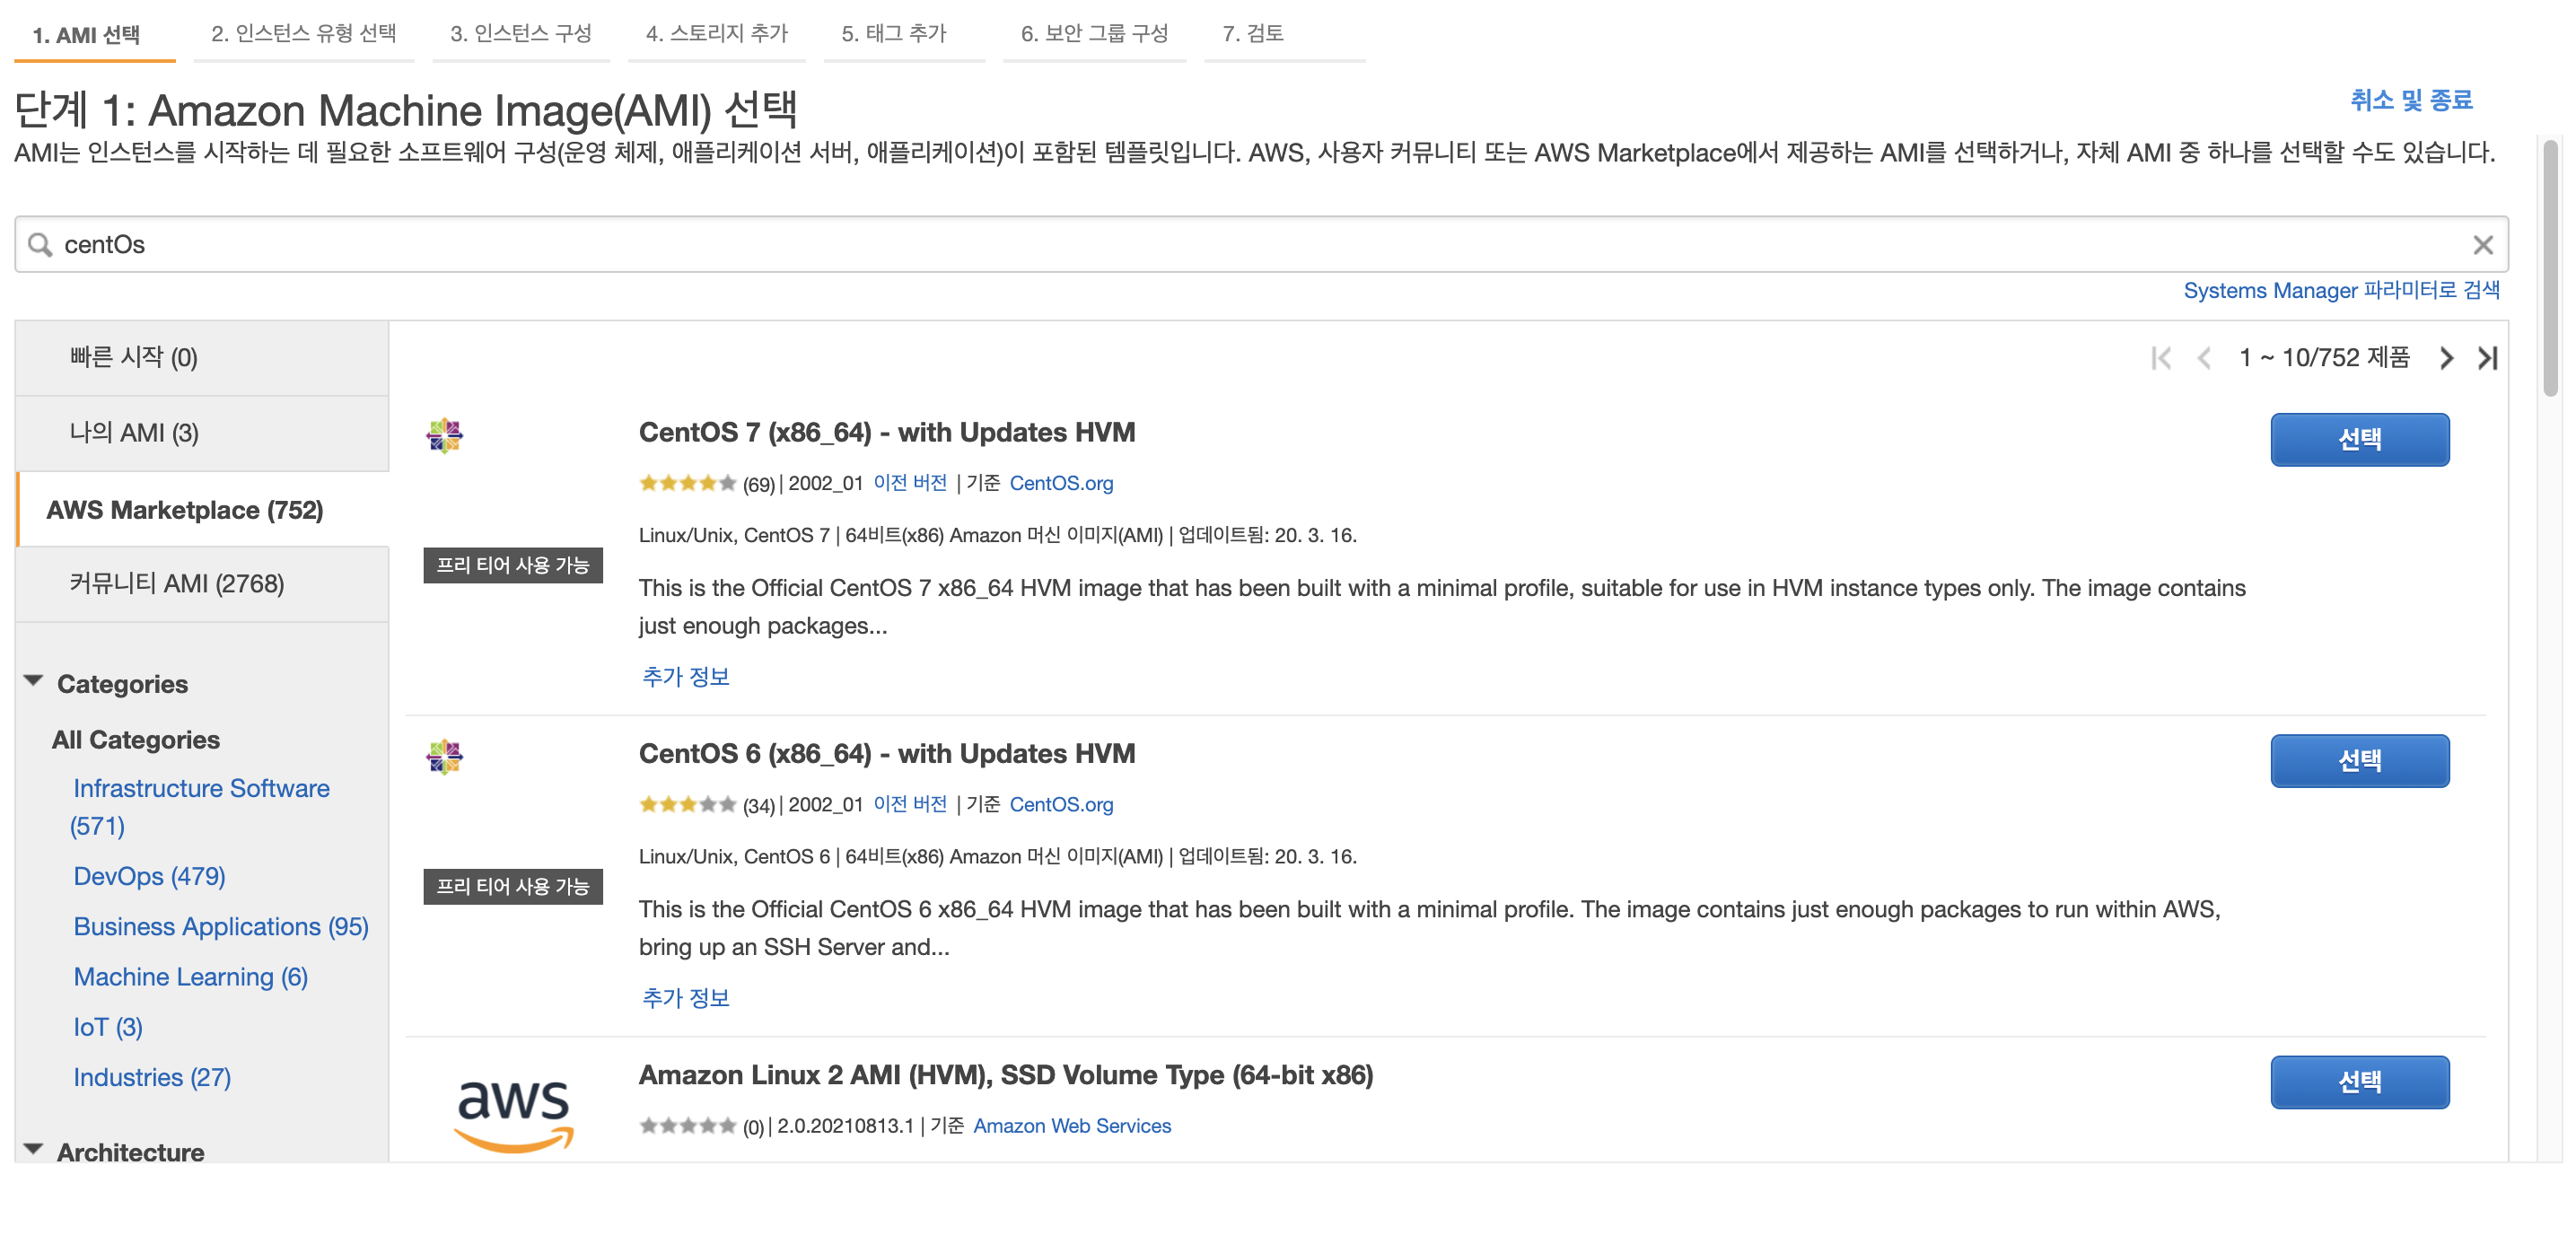 1. AMI 선택
2. 인스턴스 유형 선택
3. 인스턴스 구성
4. 스토리지 추가
5. 태그 추가
6. 보안 그룹 구성
7. 검토
단계 1: Amazon Machine Image(AMI) 선택
취소 및 종료
AMI는 인스턴스를 시작하는 데 필요한 소프트웨어 구성(운영 체제, 애플리케이션 서버, 애플리케이션)이 포함된 템플릿입니다. AWS, 사용자 커뮤니티 또는 AWS Marketplace에서 제공하는 AMI를 선택하거나, 자체 AMI 중 하나를 선택할 수도 있습니다.
centOs
Systems Manager 파라미터로 검색
빠른 시작 (0)
나의 AMI (3)
AWS Marketplace (752)
커뮤니티 AMI (2768)
Categories
All Categories
Infrastructure Software
(571)
DevOps (479)
Business Applications (95)
Machine Learning (6)
IoT (3)
Industries (27)
Architecture
1 ~ 10/752 제품
CentOS 7 (x86_64) - with Updates HVM
선택
(69) | 2002_01 이전 버전 | 기준 CentOS.org
Linux/Unix, CentOS 7 | 64비트(x86) Amazon 머신 이미지(AMI) | 업데이트됨: 20. 3. 16.
프리 티어 사용 가능
This is the Official CentOS 7 x86_64 HVM image that has been built with a minimal profile, suitable for use in HVM instance types only. The image contains
just enough packages...
추가 정보
CentOS 6 (x86_64) - with Updates HVM
선택
(34) | 2002_01 이전 버전 | 기준 CentOS.org
Linux/Unix, CentOS 6 | 64비트(x86) Amazon 머신 이미지(AMI) | 업데이트됨: 20. 3. 16.
프리 티어 사용 가능
This is the Official CentOS 6 x86_64 HVM image that has been built with a minimal profile. The image contains just enough packages to run within AWS,
bring up an SSH Server and...
추가 정보
aws
Amazon Linux 2 AMI (HVM), SSD Volume Type (64-bit x86)
선택
(0) | 2.0.20210813.1 | 기준 Amazon Web Services